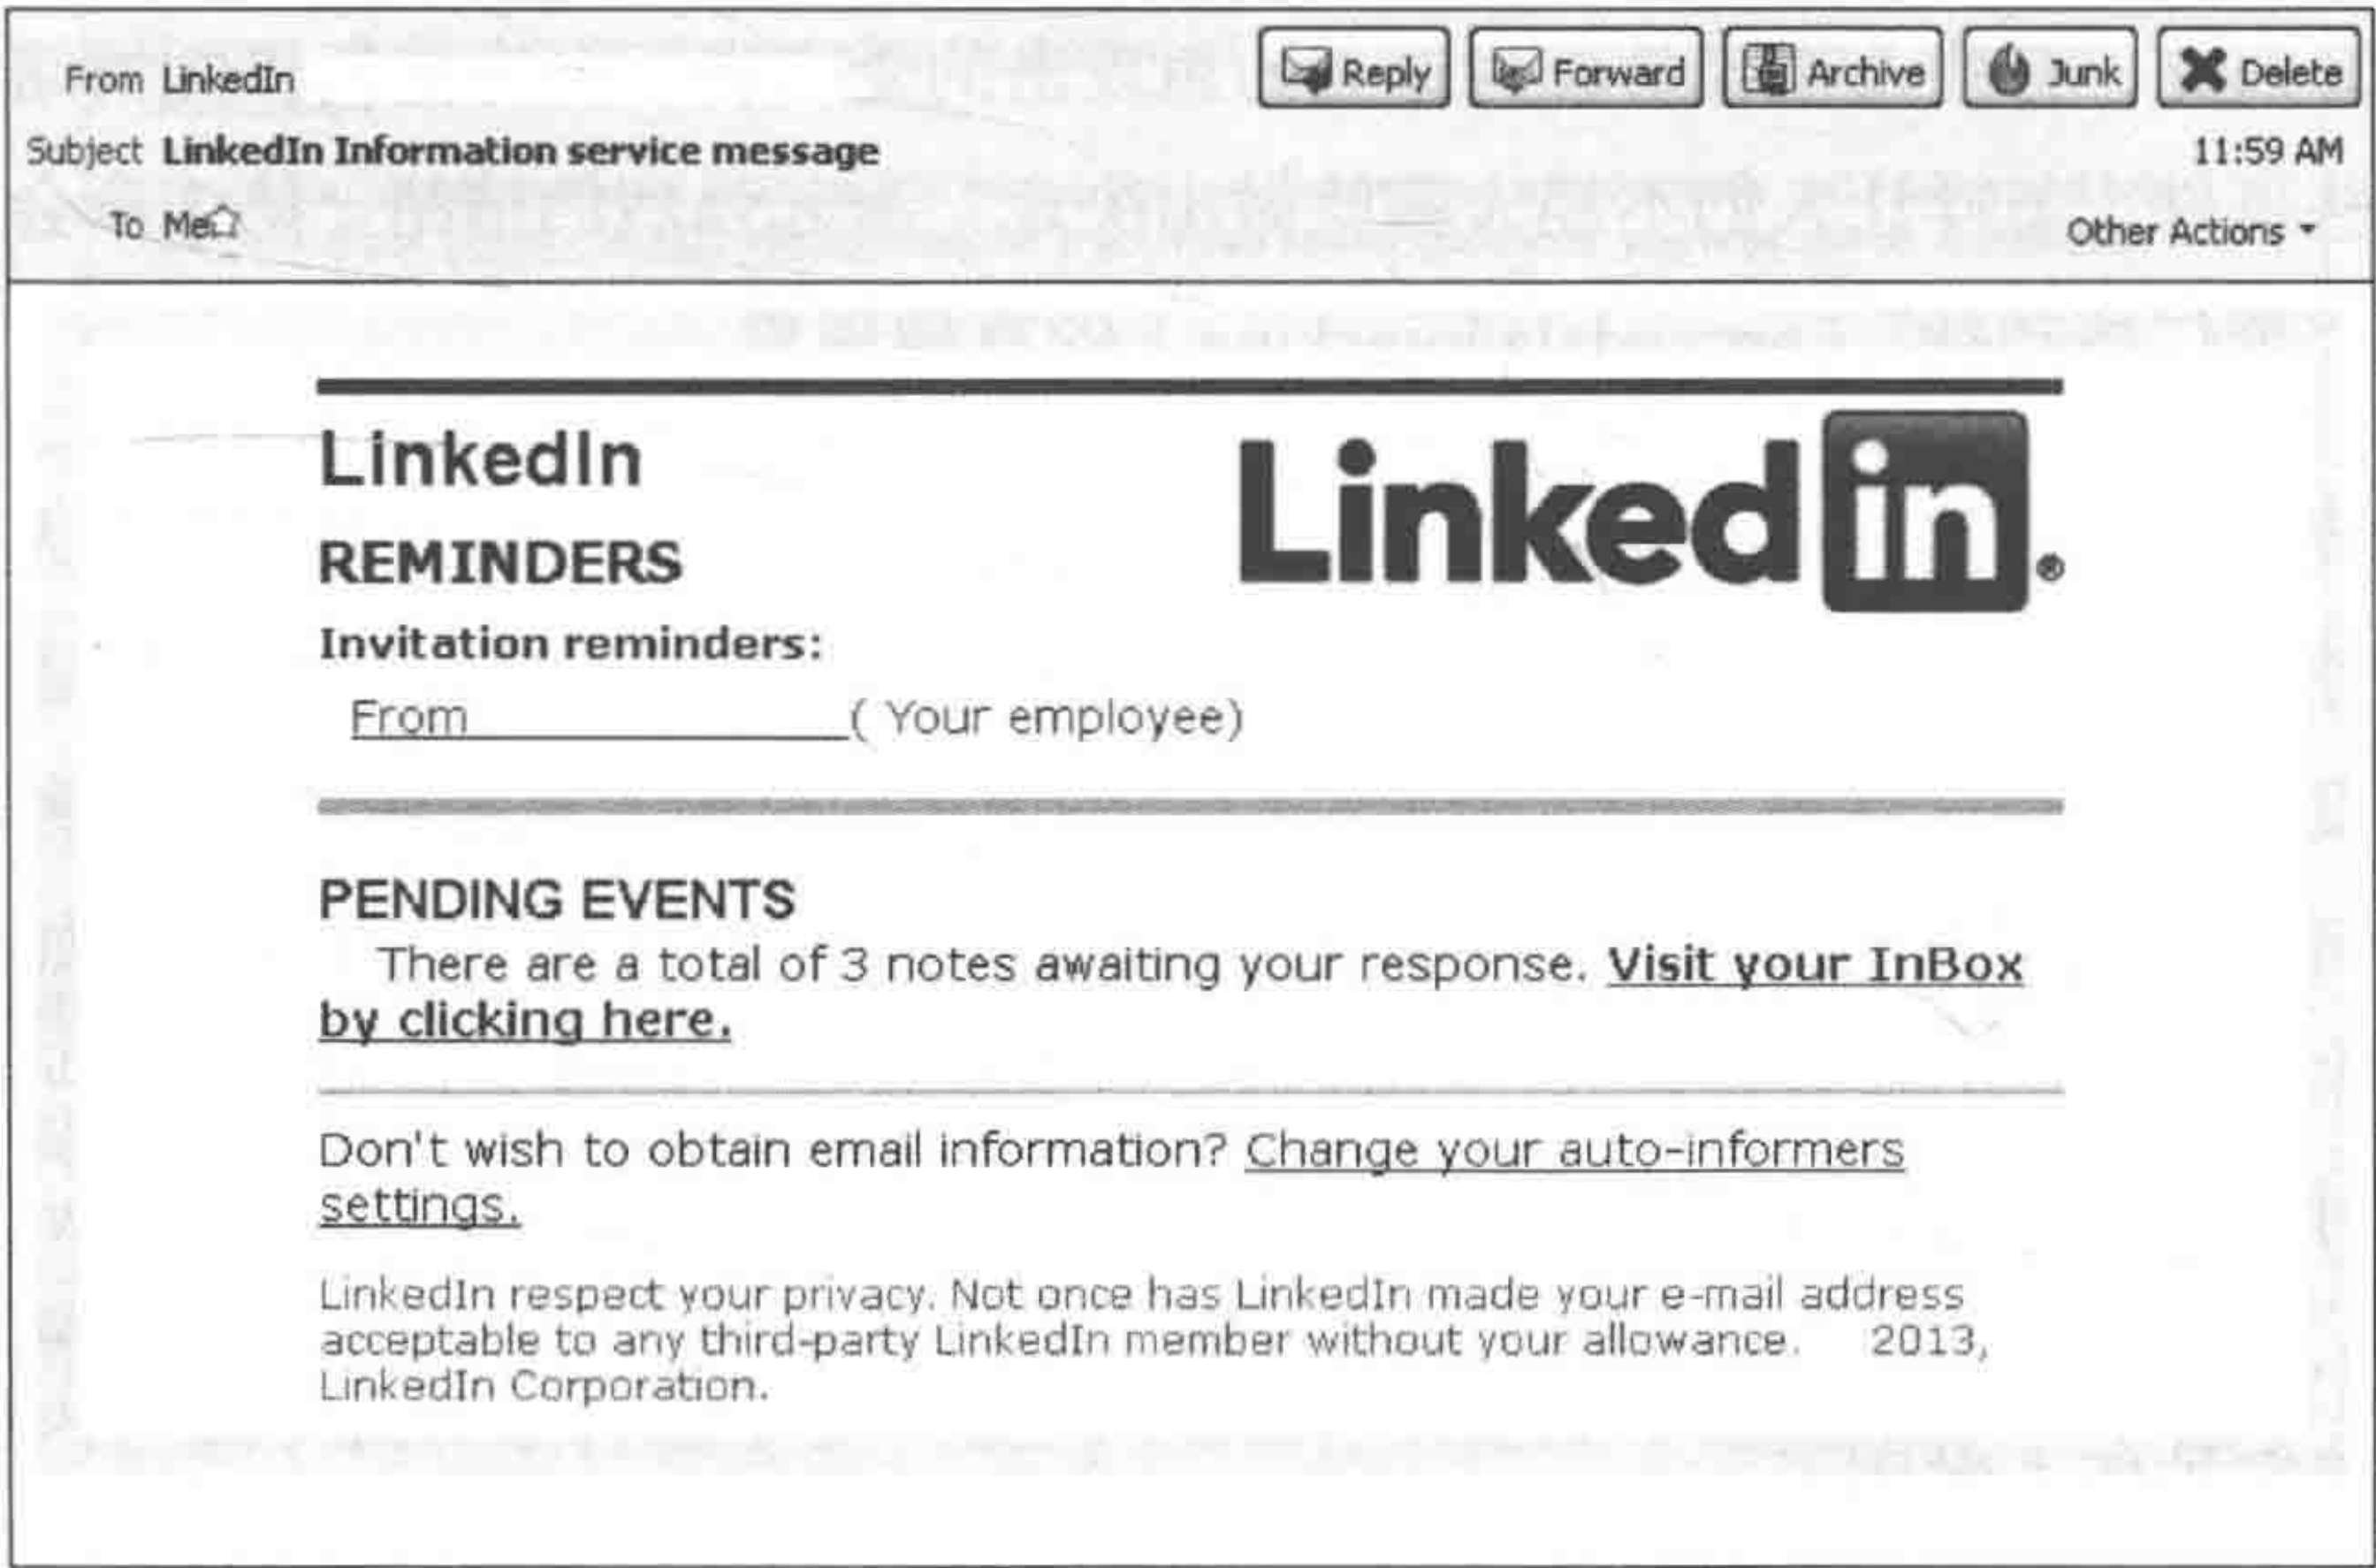 From LinkedIn
Reply Forward Archive Junk Delete
Subject LinkedIn Information service message
11:59 AM
To Me
Other Actions
LinkedIn
Linked in ®
REMINDERS
Invitation reminders:
From ( Your employee)
PENDING EVENTS
There are a total of 3 notes awaiting your response. Visit your InBox
by clicking here.
Don't wish to obtain email information? Change your auto-informers
settings.
LinkedIn respect your privacy. Not once has LinkedIn made your e-mail address
acceptable to any third-party LinkedIn member without your allowance. 2013,
LinkedIn Corporation.